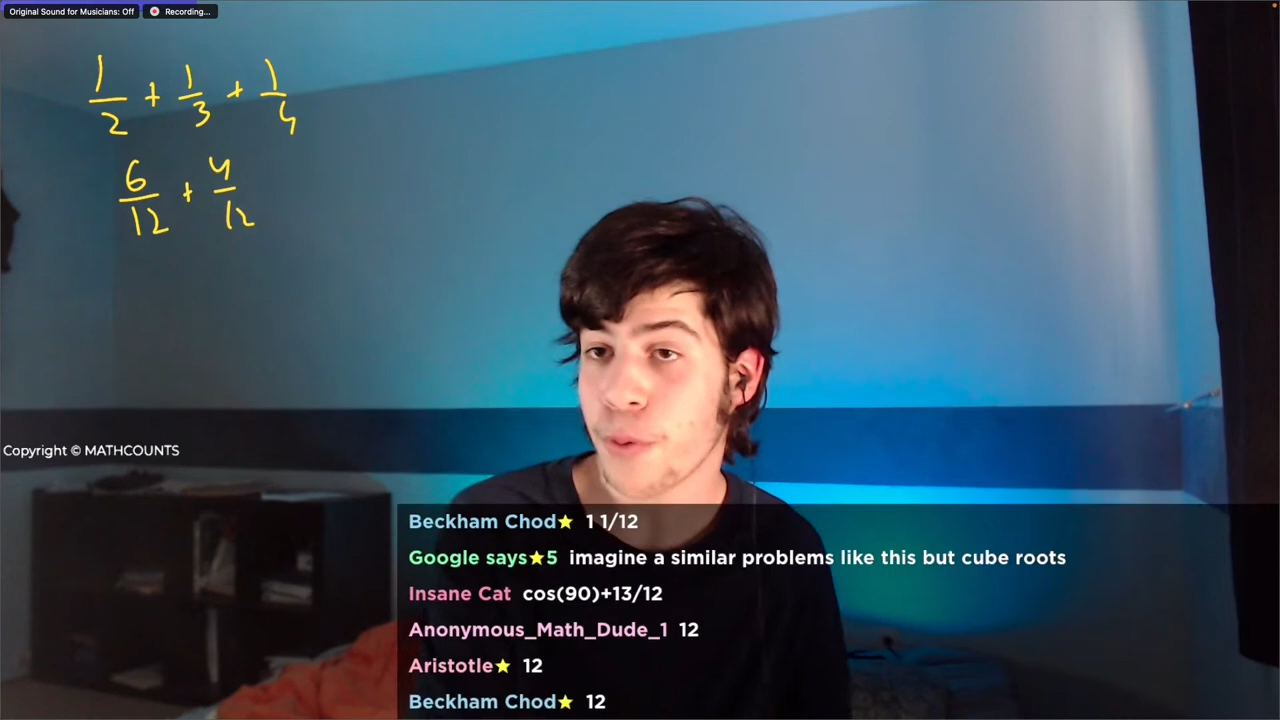 Original Sound for Musicians: Off Recording...
1/2 + 1/3 + 1/4
6/12 + 4/12
Copyright © MATHCOUNTS
Beckham Chod⭐ 1 1/12
Google says⭐5 imagine a similar problems like this but cube roots
Insane Cat cos(90)+13/12
Anonymous_Math_Dude_1 12
Aristotle⭐ 12
Beckham Chod⭐ 12